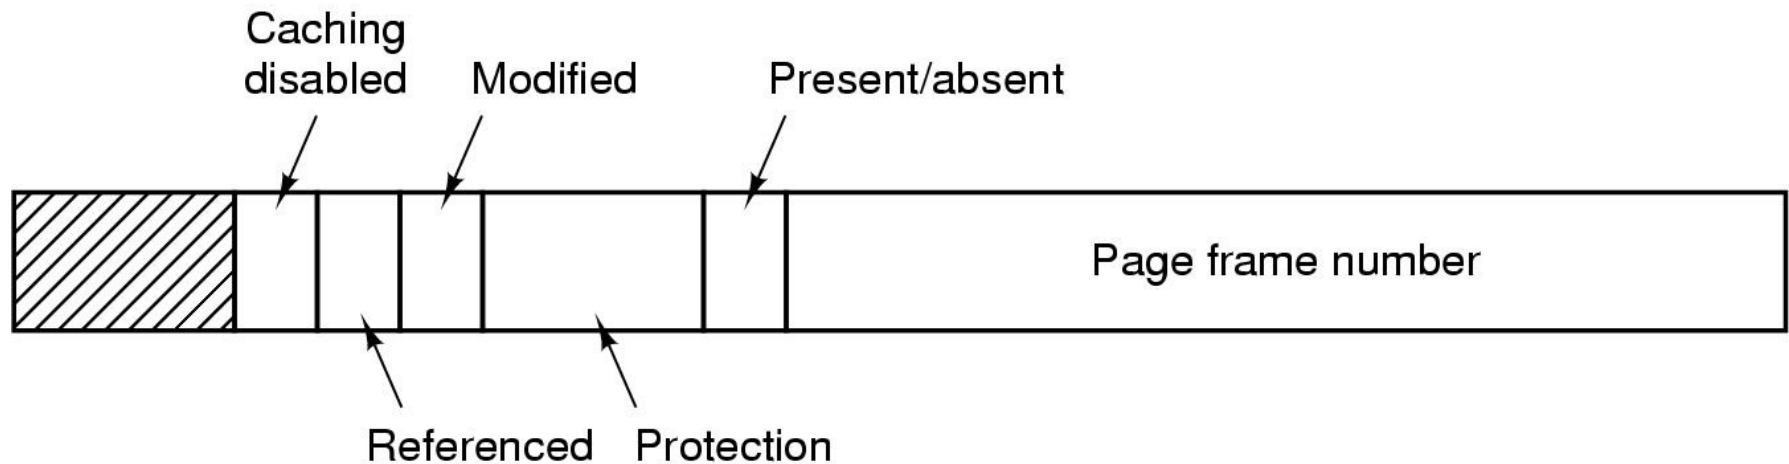 Caching
disabled
Modified
Present/absent
Page frame number
Referenced
Protection